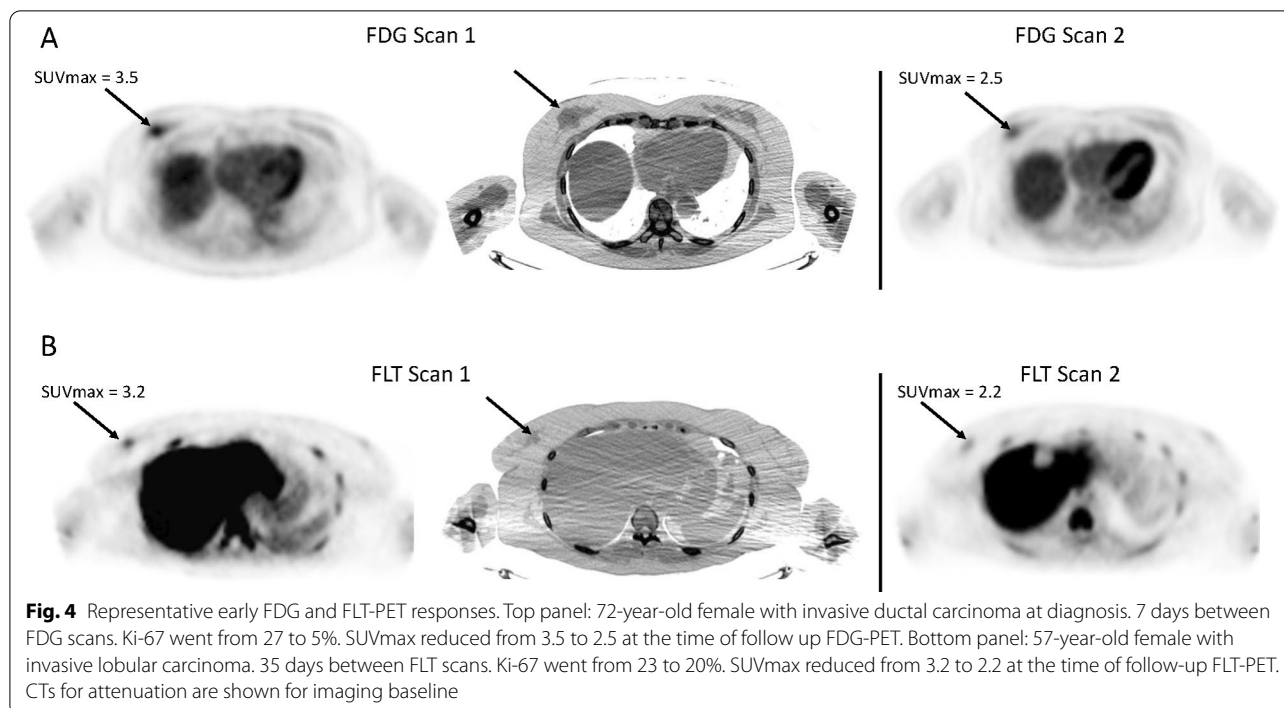 A
FDG Scan 1
FDG Scan 2
SUVmax = 3.5
SUVmax = 2.5
B
FLT Scan 1
FLT Scan 2
SUVmax = 3.2
SUVmax = 2.2
Fig. 4 Representative early FDG and FLT-PET responses. Top panel: 72-year-old female with invasive ductal carcinoma at diagnosis. 7 days between
FDG scans. Ki-67 went from 27 to 5%. SUVmax reduced from 3.5 to 2.5 at the time of follow up FDG-PET. Bottom panel: 57-year-old female with
invasive lobular carcinoma. 35 days between FLT scans. Ki-67 went from 23 to 20%. SUVmax reduced from 3.2 to 2.2 at the time of follow-up FLT-PET.
CTs for attenuation are shown for imaging baseline